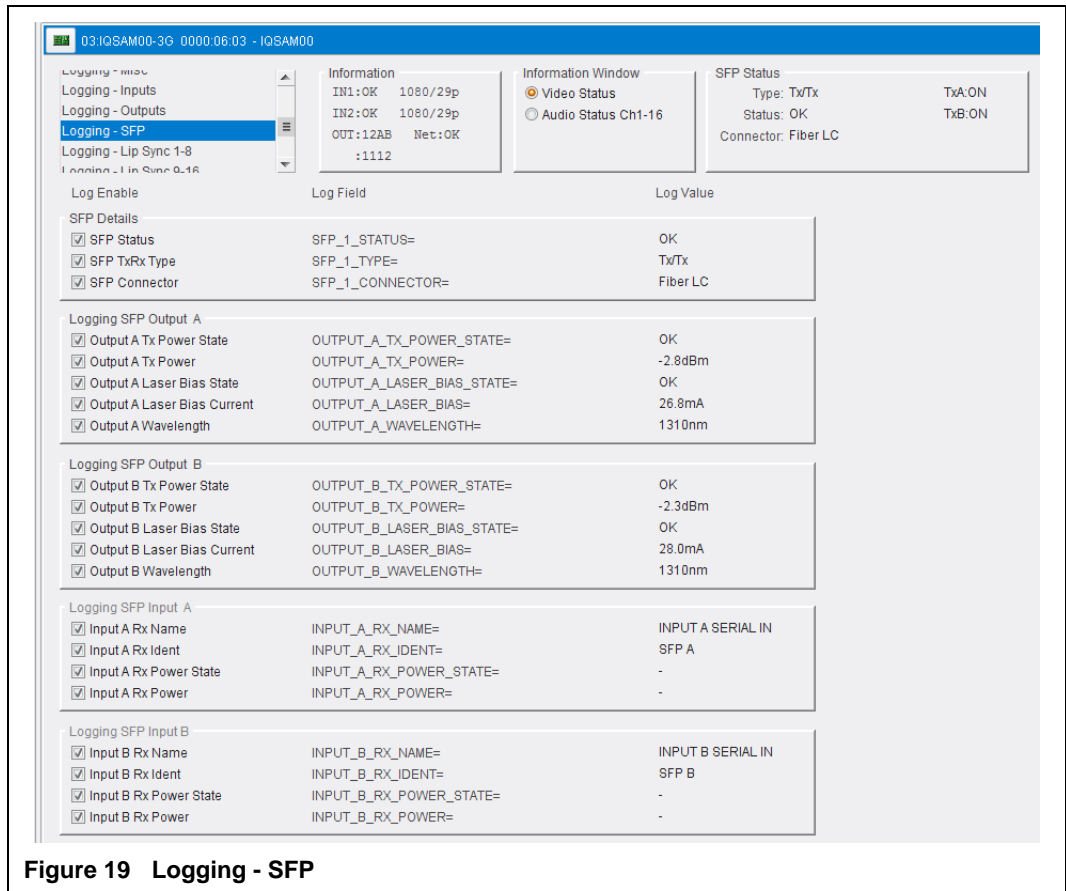 03:IQSAM00-3G 0000:06:03 - IQSAM00
Logging - Misc
Logging - Inputs
Logging - Outputs
Logging - SFP
Logging - Lip Sync 1-8
Logging - Lip Sync 9-16
Information
IN1:OK 1080/29p
IN2:OK 1080/29p
OUT:12AB Net:OK
:1112
Information Window
Video Status
Audio Status Ch1-16
SFP Status
Type: Tx/Tx TxA:ON
Status: OK TxB:ON
Connector: Fiber LC
Log Enable Log Field Log Value
SFP Details
SFP Status SFP_1_STATUS= OK
SFP TxRx Type SFP_1_TYPE= Tx/Tx
SFP Connector SFP_1_CONNECTOR= Fiber LC
Logging SFP Output A
Output A Tx Power State OUTPUT_A_TX_POWER_STATE= OK
Output A Tx Power OUTPUT_A_TX_POWER= -2.8dBm
Output A Laser Bias State OUTPUT_A_LASER_BIAS_STATE= OK
Output A Laser Bias Current OUTPUT_A_LASER_BIAS= 26.8mA
Output A Wavelength OUTPUT_A_WAVELENGTH= 1310nm
Logging SFP Output B
Output B Tx Power State OUTPUT_B_TX_POWER_STATE= OK
Output B Tx Power OUTPUT_B_TX_POWER= -2.3dBm
Output B Laser Bias State OUTPUT_B_LASER_BIAS_STATE= OK
Output B Laser Bias Current OUTPUT_B_LASER_BIAS= 28.0mA
Output B Wavelength OUTPUT_B_WAVELENGTH= 1310nm
Logging SFP Input A
Input A Rx Name INPUT_A_RX_NAME= INPUT A SERIAL IN
Input A Rx Ident INPUT_A_RX_IDENT= SFP A
Input A Rx Power State INPUT_A_RX_POWER_STATE= -
Input A Rx Power INPUT_A_RX_POWER= -
Logging SFP Input B
Input B Rx Name INPUT_B_RX_NAME= INPUT B SERIAL IN
Input B Rx Ident INPUT_B_RX_IDENT= SFP B
Input B Rx Power State INPUT_B_RX_POWER_STATE= -
Input B Rx Power INPUT_B_RX_POWER= -
Figure 19 Logging - SFP